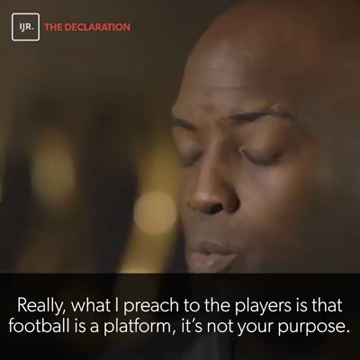 IJR. THE DECLARATION
Really, what I preach to the players is that
football is a platform, it's not your purpose.